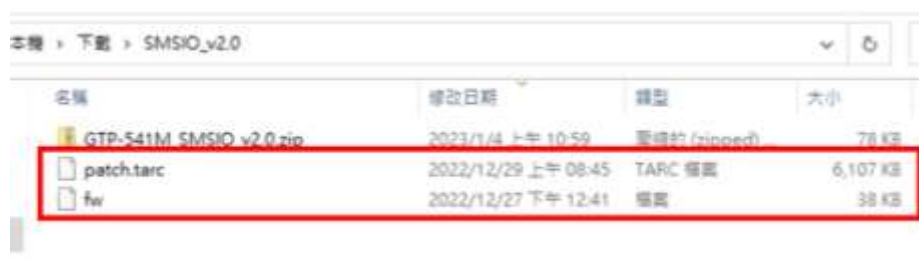 本機 › 下載 › SMSIO_v2.0
名稱 修改日期 類型 大小
GTP-541M_SMSIO_v2.0.zip 2023/1/4 上午 10:59 壓縮的 (zipped)... 78 KB
patch.tarc 2022/12/29 上午 08:45 TARC 檔案 6,107 KB
fw 2022/12/27 下午 12:41 檔案 38 KB